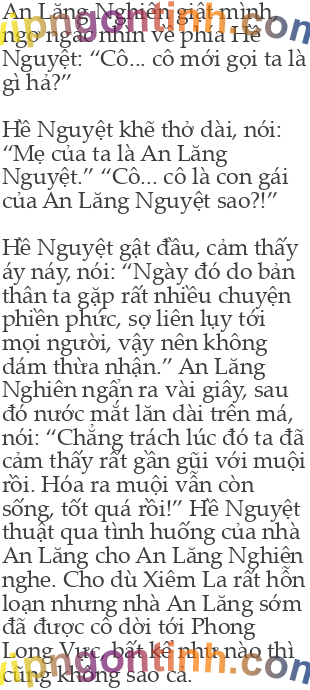 An Lăng Nghiên giật mình,
ngơ ngác nhìn về phía Hề
Nguyệt: “Cô... cô mới gọi ta là
gì hả?”
Hề Nguyệt khẽ thở dài, nói:
“Mẹ của ta là An Lăng
Nguyệt.” “Cô... cô là con gái
của An Lăng Nguyệt sao?!”
Hề Nguyệt gật đầu, cảm thấy
áy náy, nói: “Ngày đó do bản
thân ta gặp rất nhiều chuyện
phiền phức, sợ liên lụy tới
mọi người, vậy nên không
dám thừa nhận.” An Lăng
Nghiên ngẩn ra vài giây, sau
đó nước mắt lăn dài trên má,
nói: “Chẳng trách lúc đó ta đã
cảm thấy rất gần gũi với muội
rồi. Hóa ra muội vẫn còn
sống, tốt quá rồi!” Hề Nguyệt
thuật qua tình huống của nhà
An Lăng cho An Lăng Nghiên
nghe. Cho dù Xiêm La rất hỗn
loạn nhưng nhà An Lăng sớm
đã được cô dời tới Phong
Long Vực, bất kể như nào thì
cũng không sao cả.
vipngontinh.com
vipngontinh.com